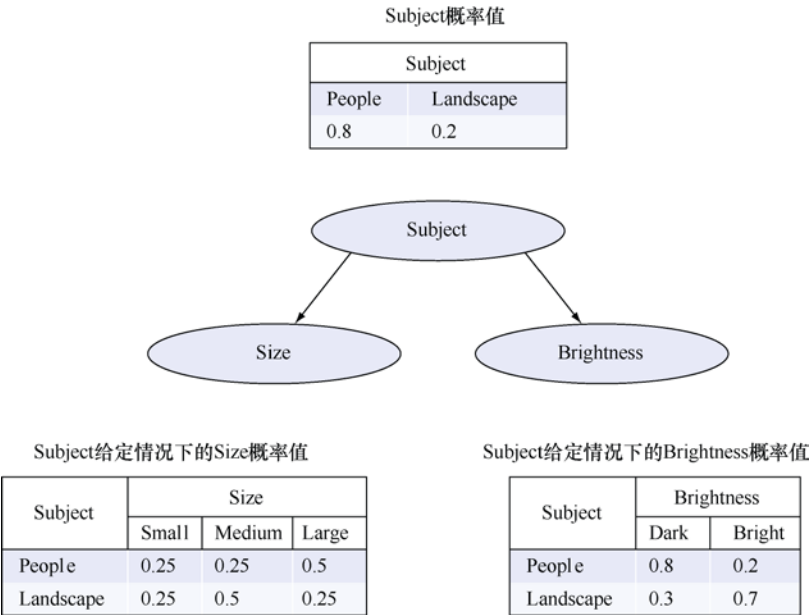 Subject概率值
Subject
People Landscape
0.8 0.2
Subject
Size Brightness
Subject给定情况下的Size概率值
Subject Size
Small Medium Large
People 0.25 0.25 0.5
Landscape 0.25 0.5 0.25
Subject给定情况下的Brightness概率值
Subject Brightness
Dark Bright
People 0.8 0.2
Landscape 0.3 0.7